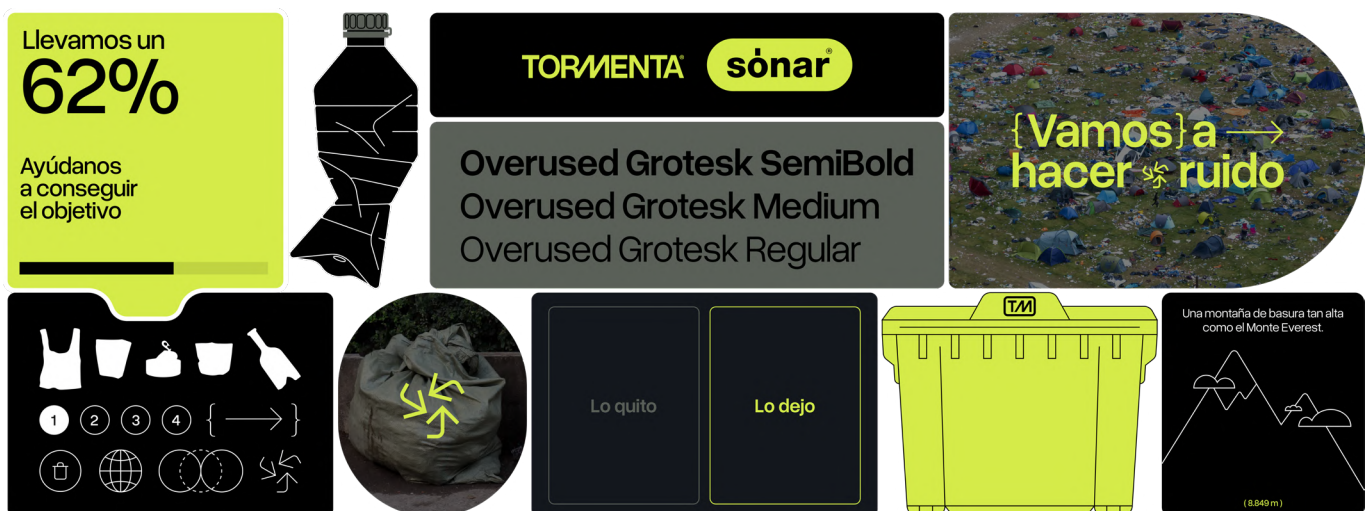 Llevamos un
62%
Ayúdanos
a conseguir
el objetivo
TORMENTA®
sónar®
Overused Grotesk SemiBold
Overused Grotesk Medium
Overused Grotesk Regular
{Vamos} a →
hacer ruido
1 2 3 4 { → }
Lo quito
Lo dejo
TM
Una montaña de basura tan alta
como el Monte Everest.
( 8.849 m )